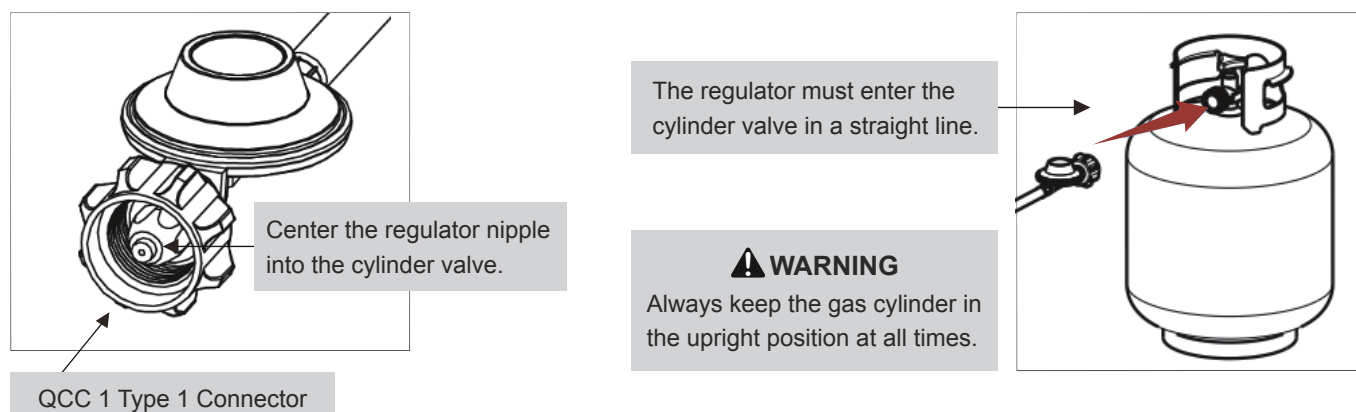 Center the regulator nipple
into the cylinder valve.
QCC 1 Type 1 Connector
The regulator must enter the
cylinder valve in a straight line.
WARNING
Always keep the gas cylinder in
the upright position at all times.